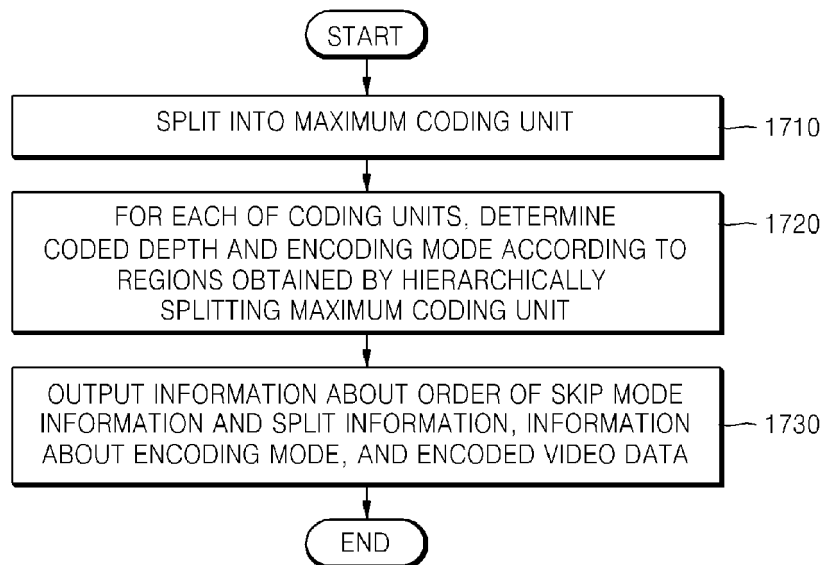 START
SPLIT INTO MAXIMUM CODING UNIT
1710
FOR EACH OF CODING UNITS, DETERMINE
CODED DEPTH AND ENCODING MODE ACCORDING TO
REGIONS OBTAINED BY HIERARCHICALLY
SPLITTING MAXIMUM CODING UNIT
1720
OUTPUT INFORMATION ABOUT ORDER OF SKIP MODE
INFORMATION AND SPLIT INFORMATION, INFORMATION
ABOUT ENCODING MODE, AND ENCODED VIDEO DATA
1730
END